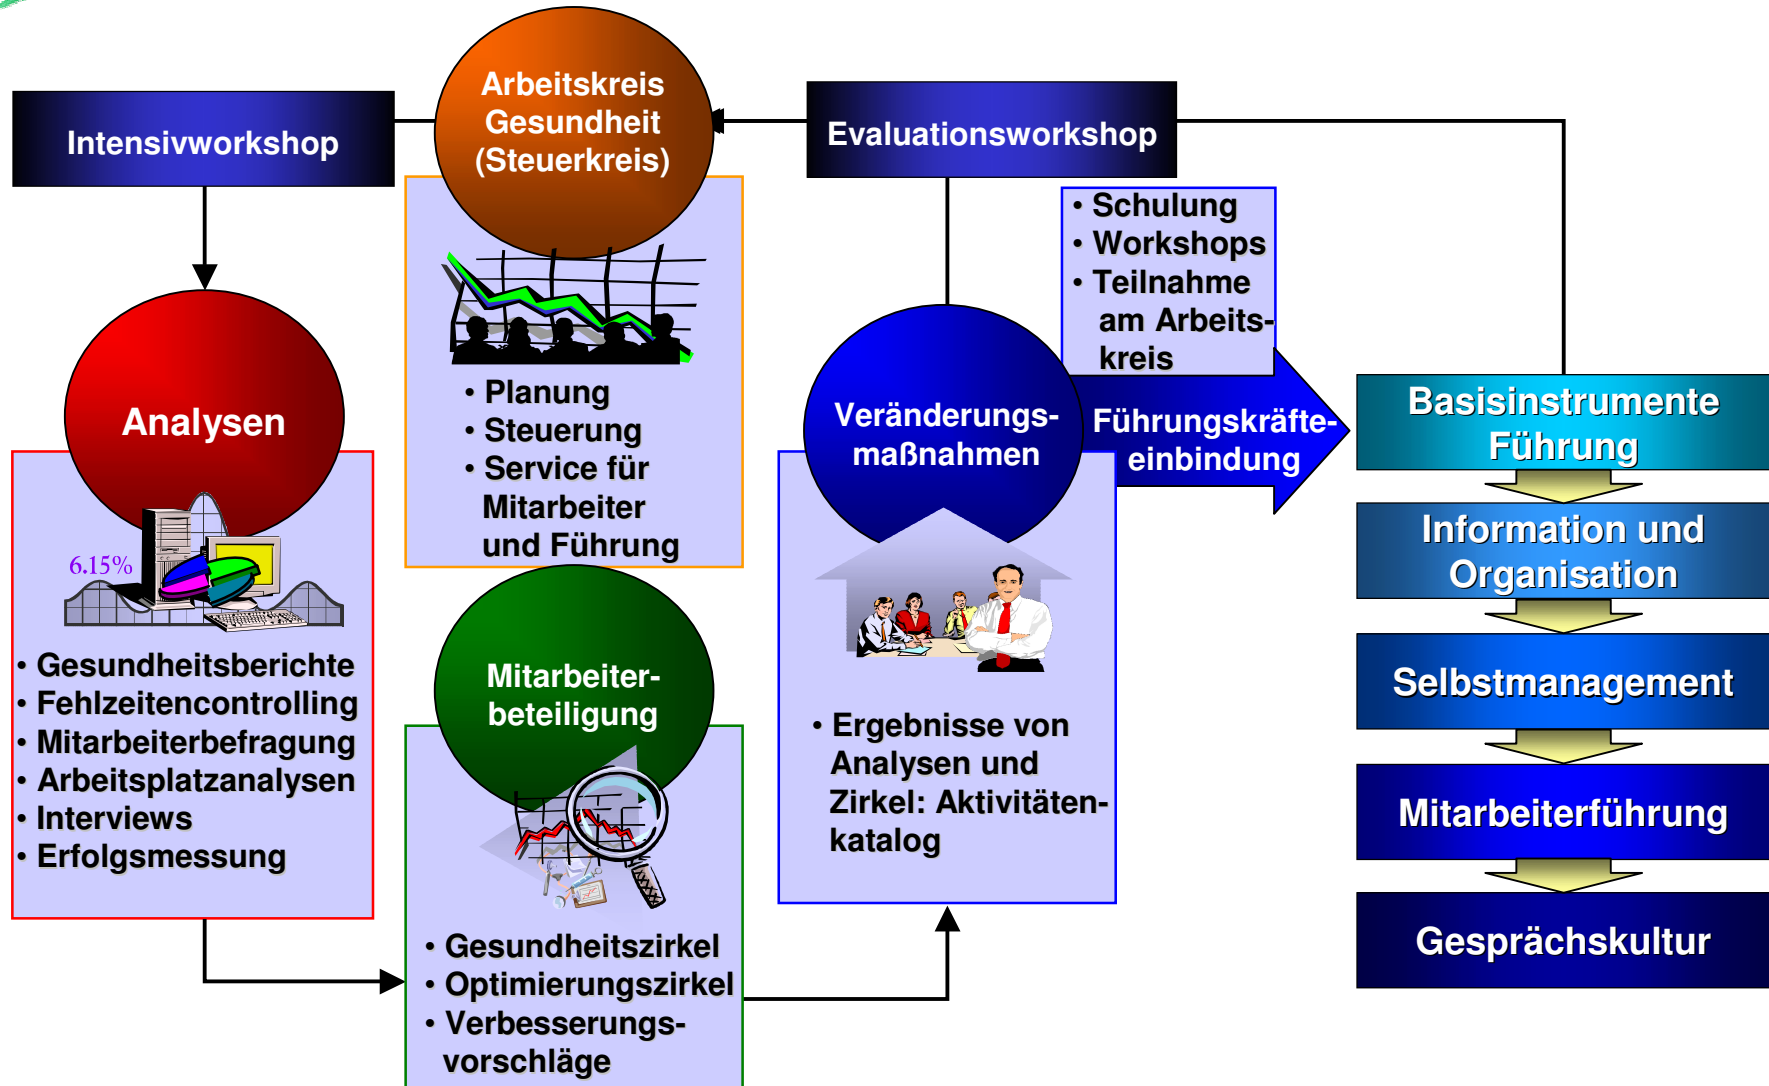 Intensivworkshop
Arbeitskreis
Gesundheit
(Steuerkreis)
Evaluationsworkshop
• Schulung
• Workshops
• Teilnahme
am Arbeits-
kreis
Analysen
6.15%
• Gesundheitsberichte
• Fehlzeitencontrolling
• Mitarbeiterbefragung
• Arbeitsplatzanalysen
• Interviews
• Erfolgsmessung
• Planung
• Steuerung
• Service für
Mitarbeiter
und Führung
Mitarbeiter-
beteiligung
• Gesundheitszirkel
• Optimierungszirkel
• Verbesserungs-
vorschläge
Veränderungs-
maßnahmen
• Ergebnisse von
Analysen und
Zirkel: Aktivitäten-
katalog
Führungskräfte-
einbindung
Basisinstrumente
Führung
Information und
Organisation
Selbstmanagement
Mitarbeiterführung
Gesprächskultur